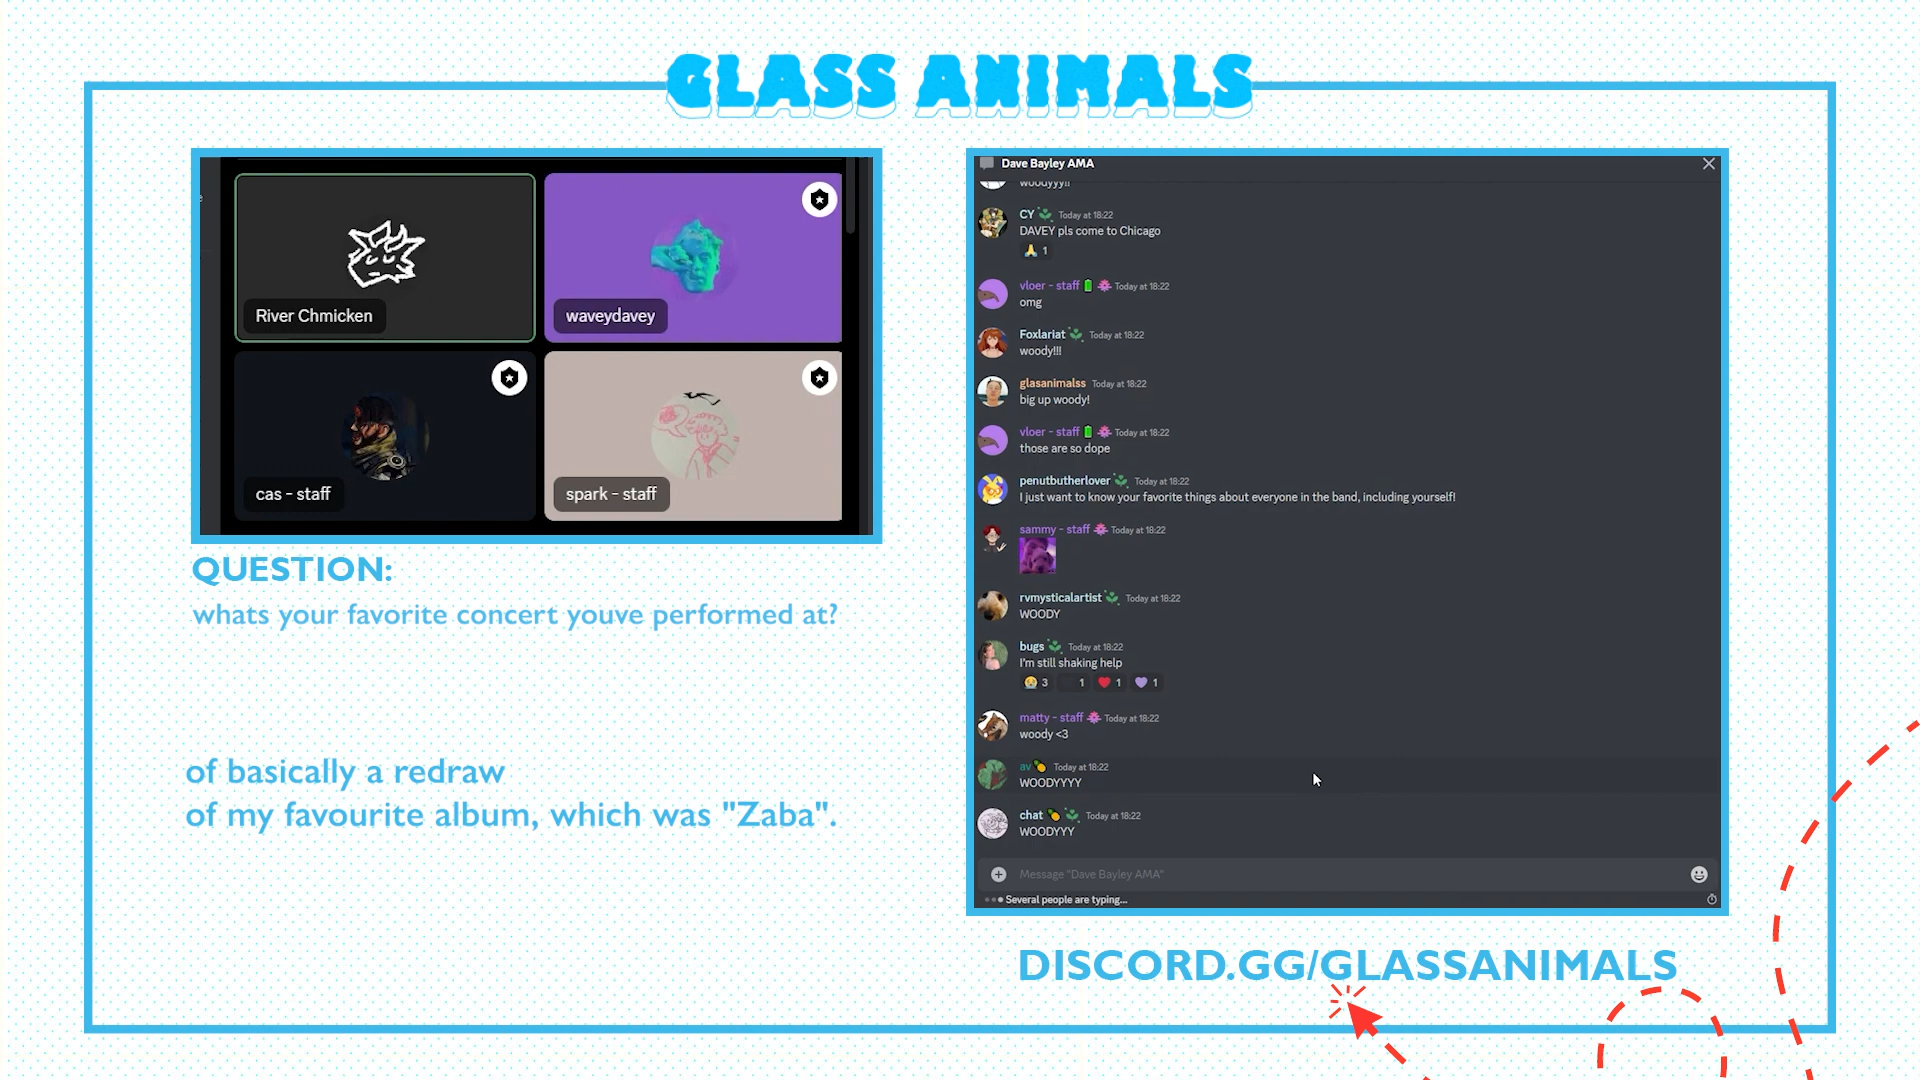 GLASS ANIMALS
River Chmicken
waveydavey
cas - staff
spark - staff
QUESTION:
whats your favorite concert youve performed at?
of basically a redraw
of my favourite album, which was "Zaba".
Dave Bayley AMA
woodyyy!!
CY Today at 18:22
DAVEY pls come to Chicago
1
vloer - staff Today at 18:22
omg
Foxlariat Today at 18:22
woody!!!
glasanimalss Today at 18:22
big up woody!
vloer - staff Today at 18:22
those are so dope
penutbutherlover Today at 18:22
I just want to know your favorite things about everyone in the band, including yourself!
sammy - staff Today at 18:22
rvmysticalartist Today at 18:22
WOODY
bugs Today at 18:22
I'm still shaking help
3 1 1 1
matty - staff Today at 18:22
woody <3
av Today at 18:22
WOODYYYY
chat Today at 18:22
WOODYYY
Message "Dave Bayley AMA"
Several people are typing...
DISCORD.GG/GLASSANIMALS